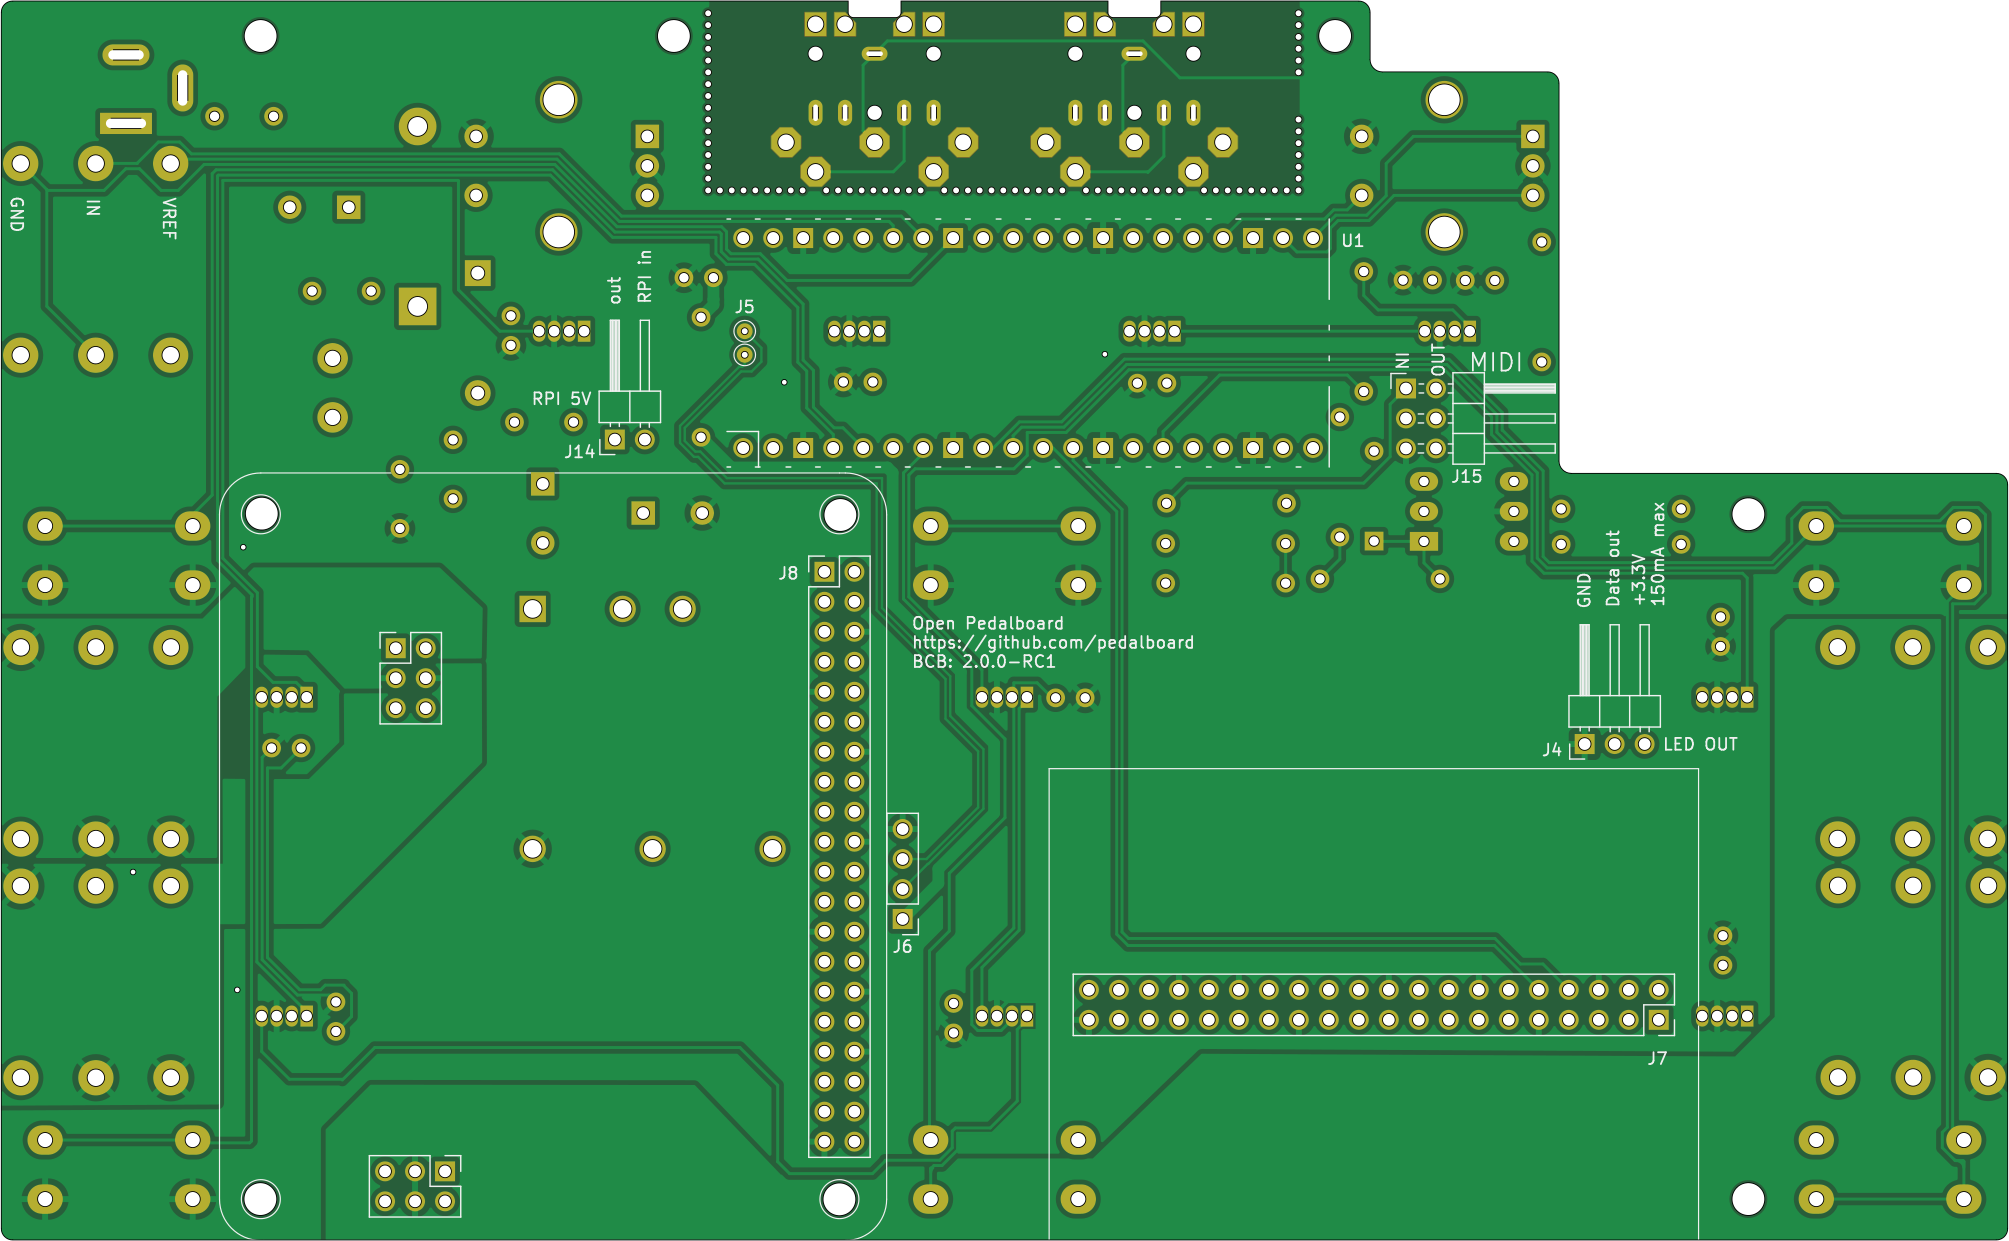 GND
IN
VREF
out
RPI in
J5
U1
RPI 5V
J14
INI
OUT
MIDI
J15
J8
GND
Data out
+3.3V
150mA max
Open Pedalboard
https://github.com/pedalboard
BCB: 2.0.0-RC1
J4
LED OUT
J6
J7